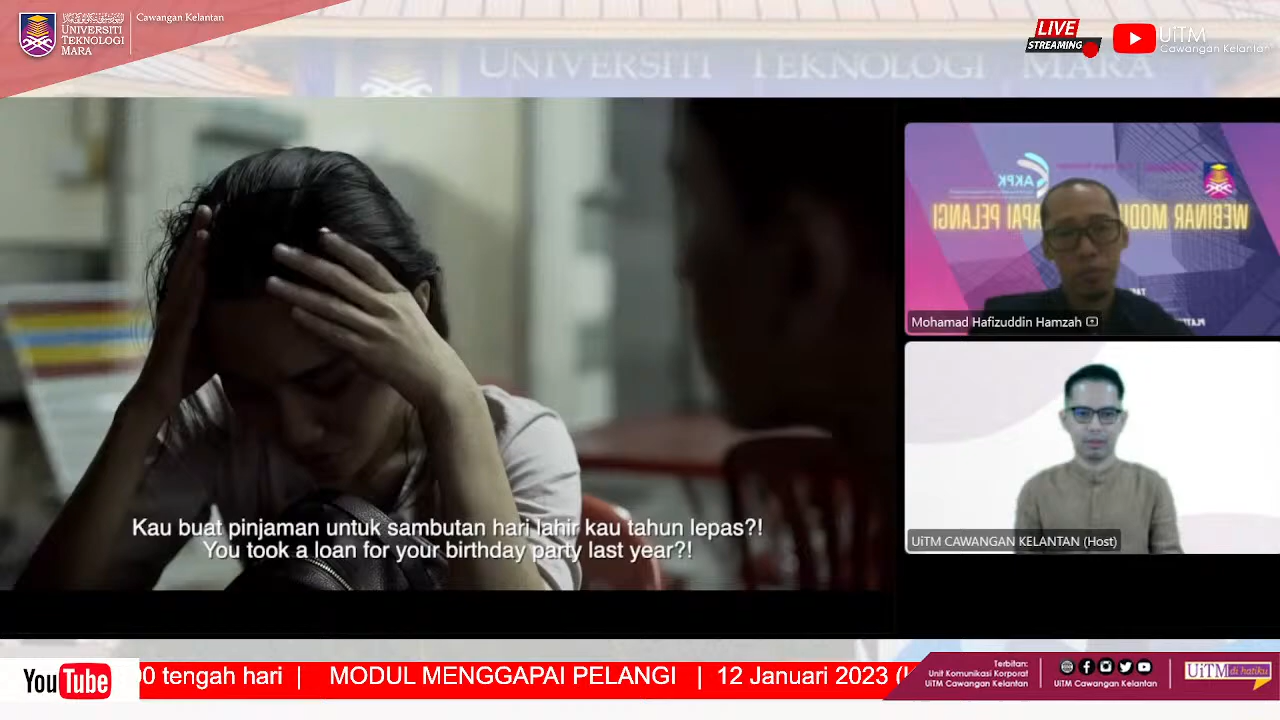 UNIVERSITI
TEKNOLOGI
MARA
Cawangan Kelantan
UNIVERSITI TEKNOLOGI MARA
LIVE
STREAMING
UiTM
Cawangan Kelantan
AKPK
WEBINAR MODU APAI PELANGI
Mohamad Hafizuddin Hamzah
UiTM CAWANGAN KELANTAN (Host)
Kau buat pinjaman untuk sambutan hari lahir kau tahun lepas?!
You took a loan for your birthday party last year?!
YouTube
00 tengah hari | MODUL MENGGAPAI PELANGI | 12 Januari 2023 (
Terbitan:
Unit Komunikasi Korporat
UiTM Cawangan Kelantan
UiTM Cawangan Kelantan
UiTM di hatiku